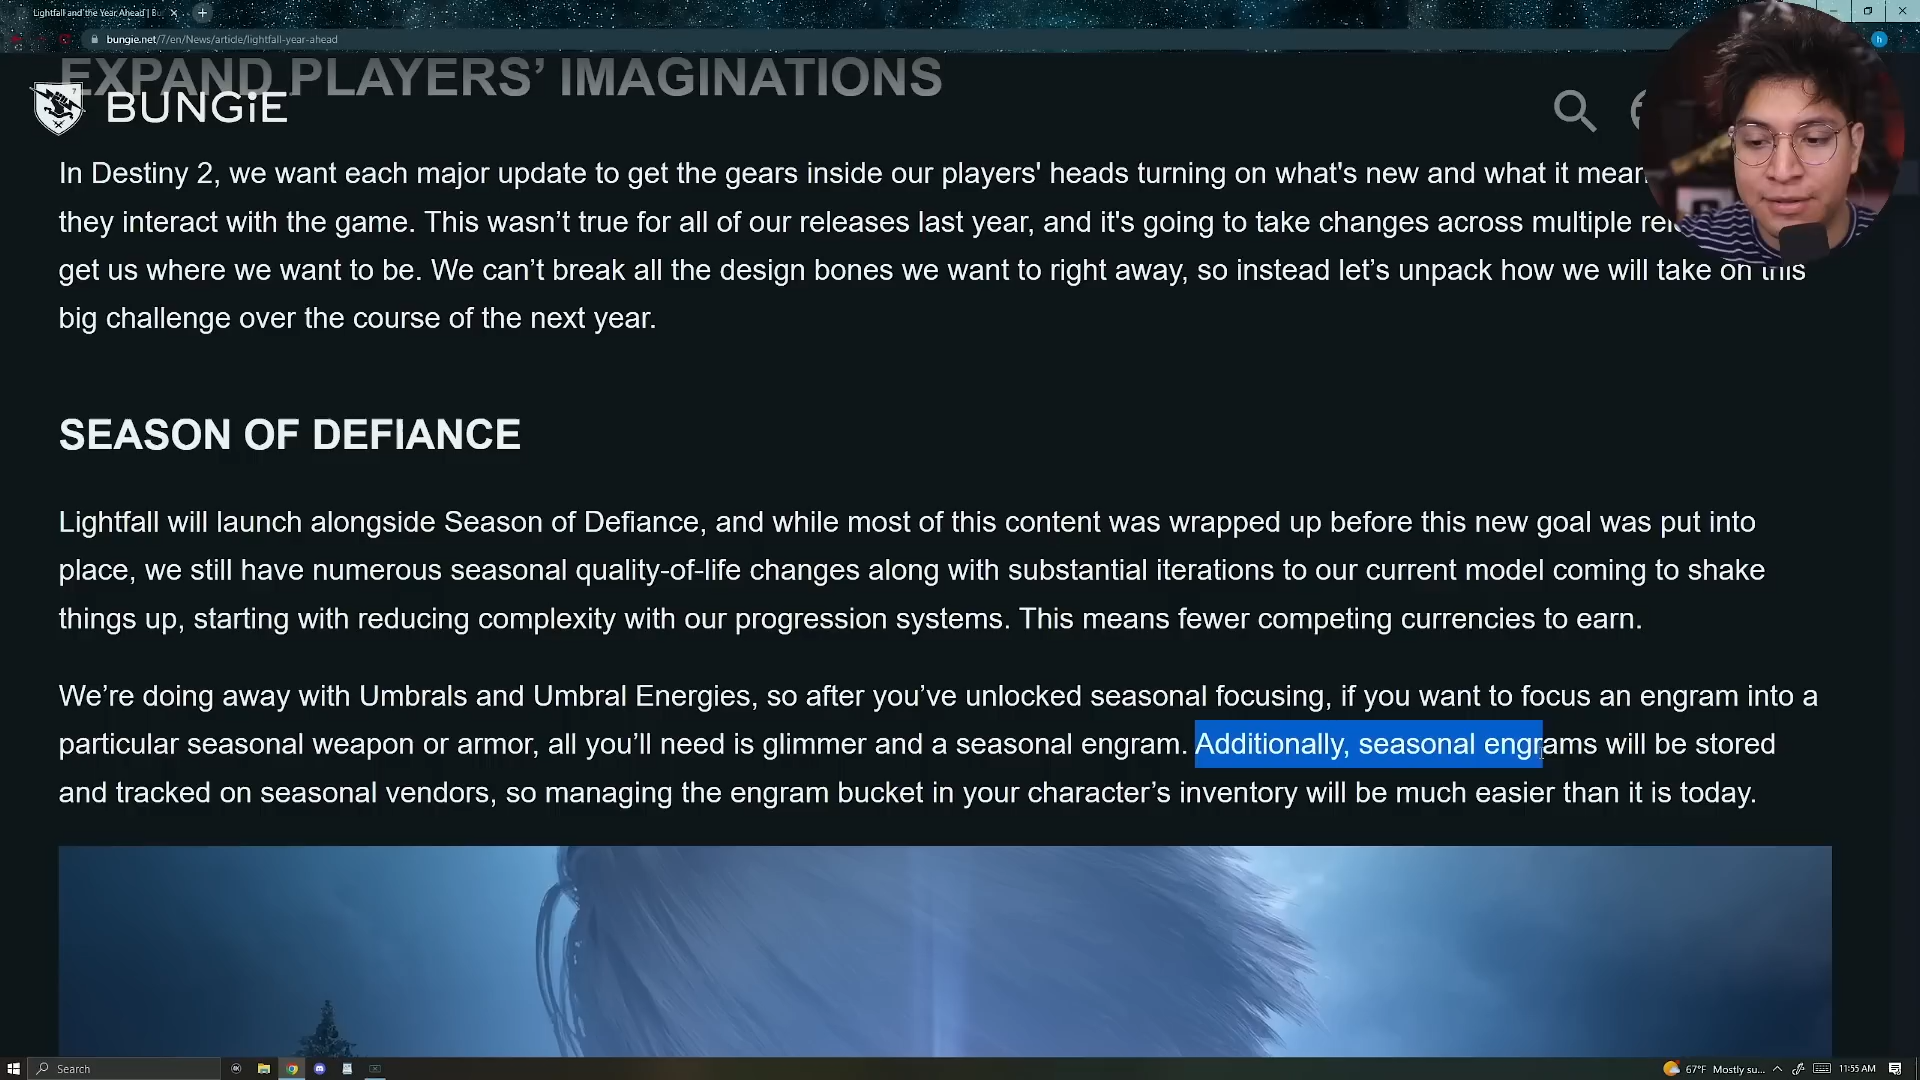 Lightfall and the Year Ahead | Bu...
bungie.net/7/en/News/article/lightfall-year-ahead
EXPAND PLAYERS’ IMAGINATIONS
BUNGiE
In Destiny 2, we want each major update to get the gears inside our players' heads turning on what's new and what it
they interact with the game. This wasn’t true for all of our releases last year, and it's going to take changes across multiple
get us where we want to be. We can’t break all the design bones we want to right away, so instead let’s unpack how we will take on this
big challenge over the course of the next year.
SEASON OF DEFIANCE
Lightfall will launch alongside Season of Defiance, and while most of this content was wrapped up before this new goal was put into
place, we still have numerous seasonal quality-of-life changes along with substantial iterations to our current model coming to shake
things up, starting with reducing complexity with our progression systems. This means fewer competing currencies to earn.
We’re doing away with Umbrals and Umbral Energies, so after you’ve unlocked seasonal focusing, if you want to focus an engram into a
particular seasonal weapon or armor, all you’ll need is glimmer and a seasonal engram. Additionally, seasonal engrams will be stored
and tracked on seasonal vendors, so managing the engram bucket in your character’s inventory will be much easier than it is today.
Search
67°F Mostly su...
11:55 AM